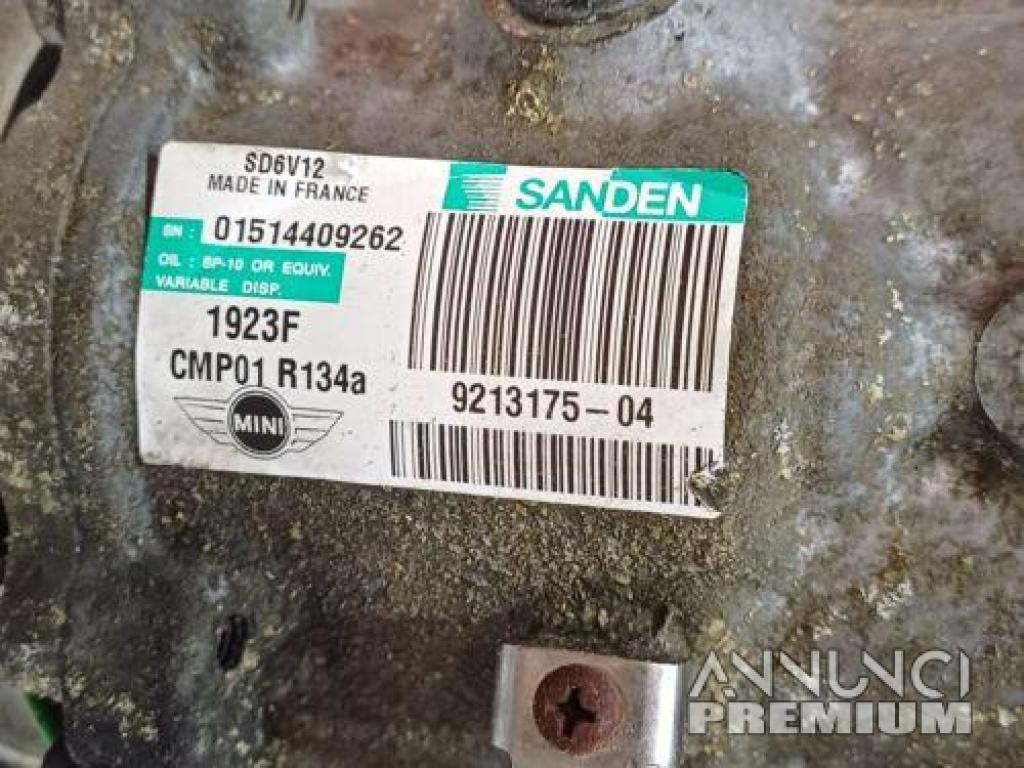 SD6V12
MADE IN FRANCE
SANDEN
SN : 01514409262
OIL : SP-10 OR EQUIV.
VARIABLE DISP.
1923F
CMP01 R134a
MINI
9213175-04
ANNUNCI
PREMIUM